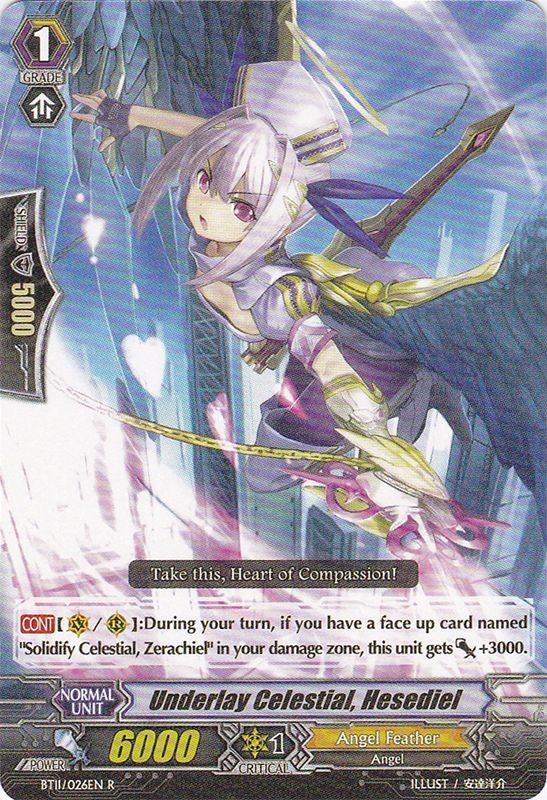 1
GRADE
SHIELD 5000
Take this, Heart of Compassion!
CONT【 V / R 】:During your turn, if you have a face up card named
"Solidify Celestial, Zerachiel" in your damage zone, this unit gets +3000.
NORMAL UNIT
Underlay Celestial, Hesediel
POWER 6000
1 CRITICAL
Angel Feather
Angel
BT11/026EN R
ILLUST / 安達洋介